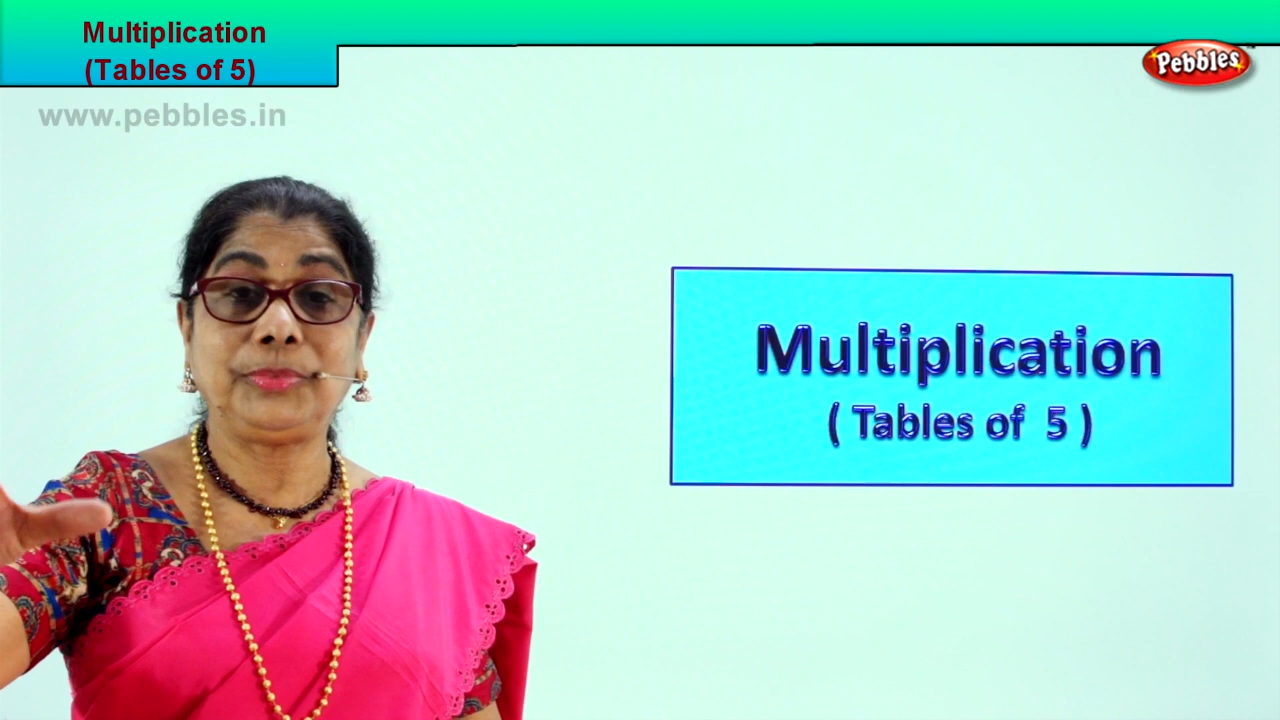 Multiplication
(Tables of 5)
Pebbles
www.pebbles.in
Multiplication
( Tables of 5 )